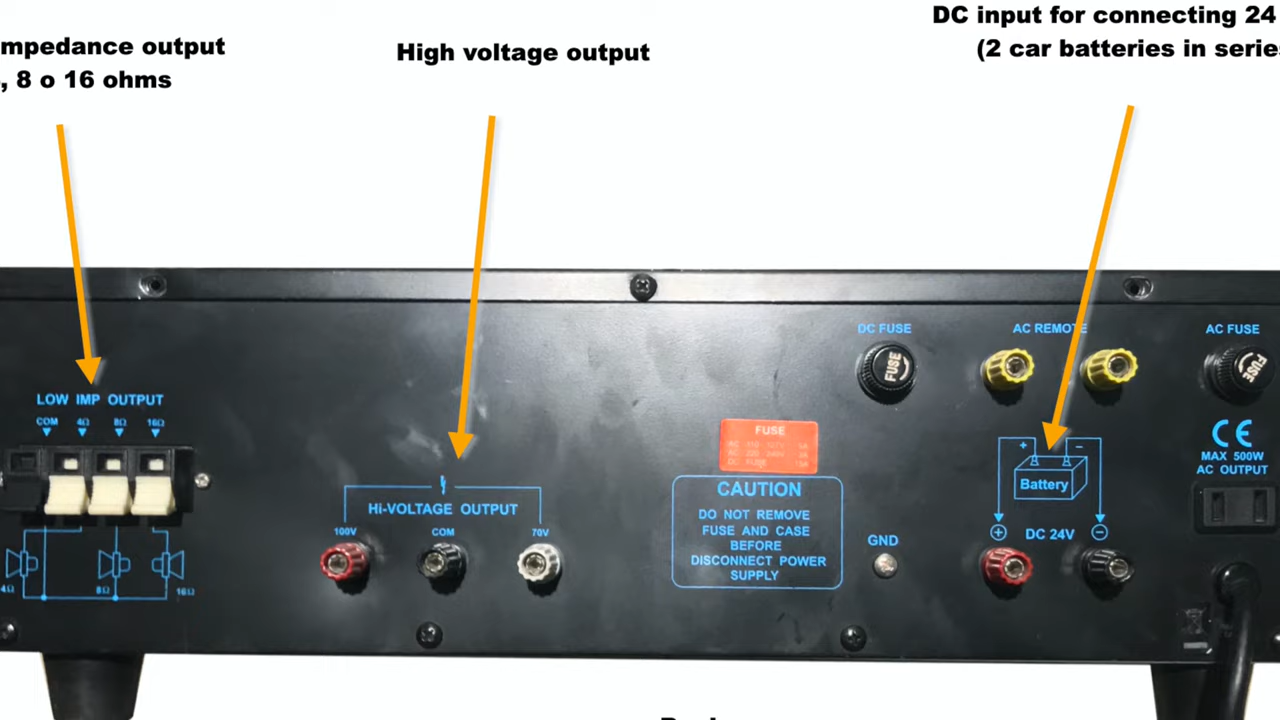 mpedance output
, 8 o 16 ohms
High voltage output
DC input for connecting 24
(2 car batteries in serie
LOW IMP OUTPUT
COM 4Ω 8Ω 16Ω
4Ω 8Ω 16Ω
Hi-VOLTAGE OUTPUT
100V COM 70V
FUSE
DC FUSE
CAUTION
DO NOT REMOVE
FUSE AND CASE
BEFORE
DISCONNECT POWER
SUPPLY
GND
DC FUSE
FUSE
AC REMOTE
AC FUSE
FUSE
+ −
Battery
+ DC 24V −
CE
MAX 500W
AC OUTPUT